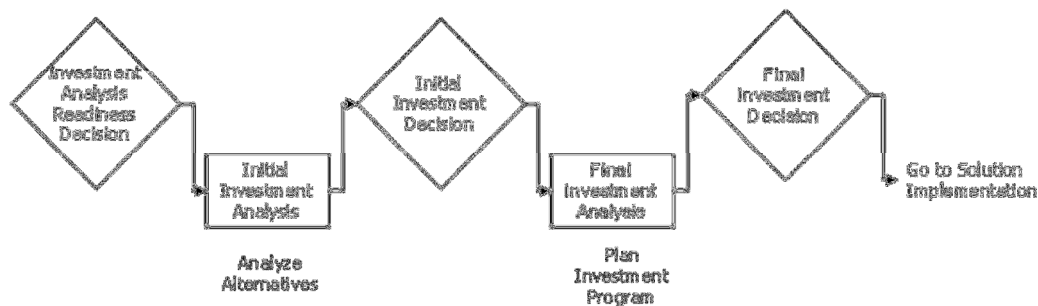 Investment
Analysis
Readiness
Decision
Initial
Investment
Analysis
Analyze
Alternatives
Initial
Investment
Decision
Final
Investment
Analysis
Plan
Investment
Program
Final
Investment
Decision
Go to Solution
Implementation